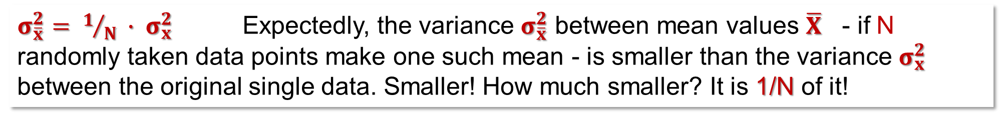 σ²x̄ = ¹/N · σ²x Expectedly, the variance σ²x̄ between mean values X̄ - if N
randomly taken data points make one such mean - is smaller than the variance σ²x
between the original single data. Smaller! How much smaller? It is 1/N of it!